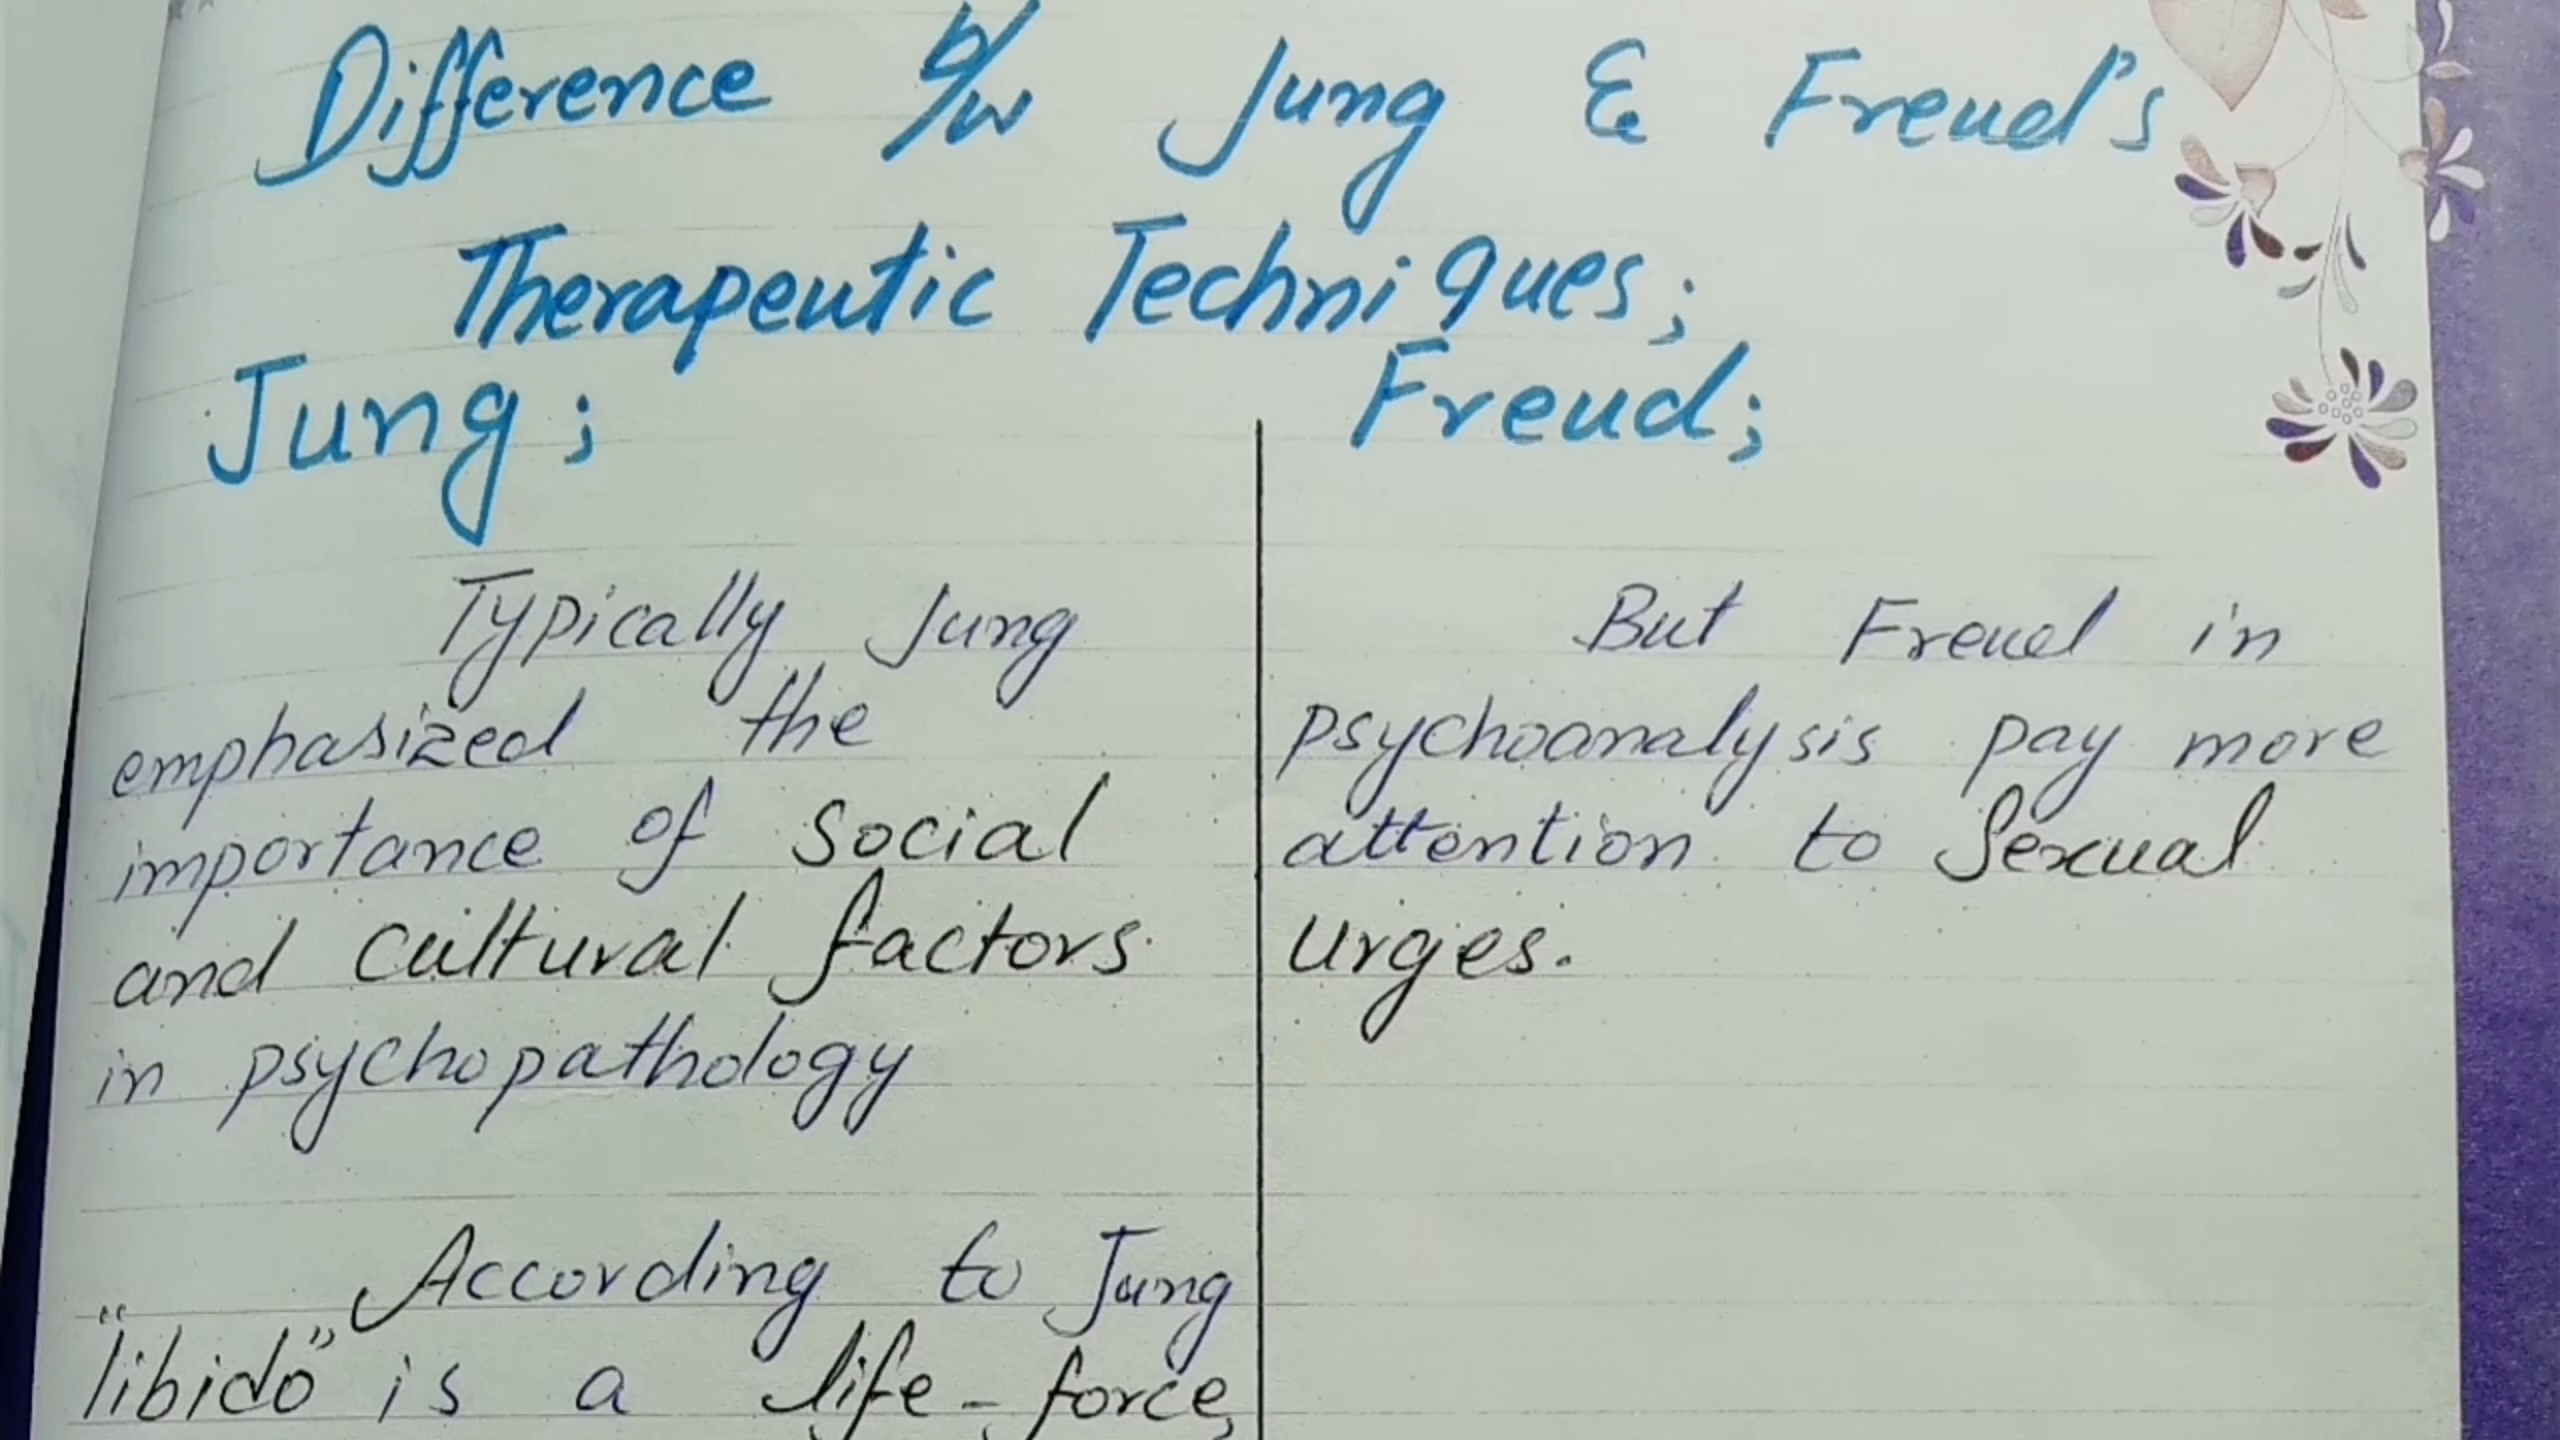 Difference b/w Jung & Freud's
Therapeutic Techniques;
Jung;
Typically Jung
emphasized the
importance of social
and cultural factors
in psychopathology
According to Jung
"libido" is a life-force,
Freud;
But Freud in
psychoanalysis pay more
attention to Sexual
urges.